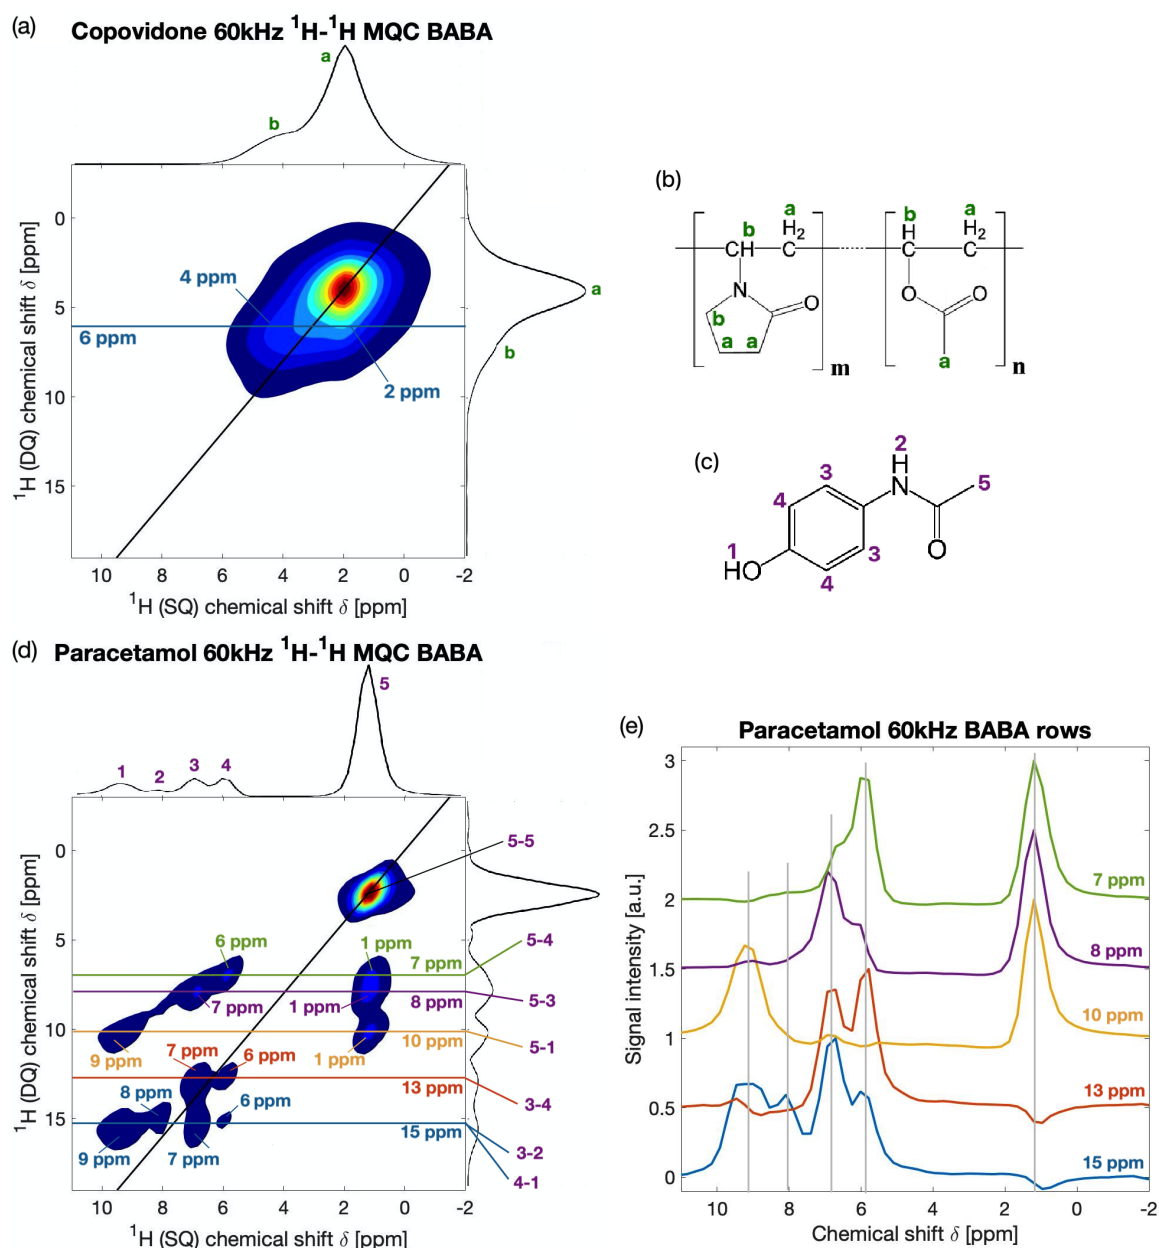 (a)
Copovidone 60kHz ¹H-¹H MQC BABA
a
b
¹H (DQ) chemical shift δ [ppm]
0
5
10
15
4 ppm
6 ppm
2 ppm
a
b
10 8 6 4 2 0 -2
¹H (SQ) chemical shift δ [ppm]
(b)
a b a
b H₂ H H₂
CH
N
O
O
O
b
a a
a
m
n
(c)
2
H
3
N
5
4
1
O
3
HO
4
(d)
Paracetamol 60kHz ¹H-¹H MQC BABA
5
1 2 3 4
¹H (DQ) chemical shift δ [ppm]
0
5
10
15
5-5
6 ppm
1 ppm
7 ppm
5-4
7 ppm
1 ppm
8 ppm
5-3
9 ppm
1 ppm
10 ppm
5-1
7 ppm
6 ppm
13 ppm
3-4
8 ppm
6 ppm
15 ppm
3-2
9 ppm
7 ppm
4-1
10 8 6 4 2 0 -2
¹H (SQ) chemical shift δ [ppm]
(e)
Paracetamol 60kHz BABA rows
Signal intensity [a.u.]
3
2.5
2
1.5
1
0.5
0
7 ppm
8 ppm
10 ppm
13 ppm
15 ppm
10 8 6 4 2 0 -2
Chemical shift δ [ppm]